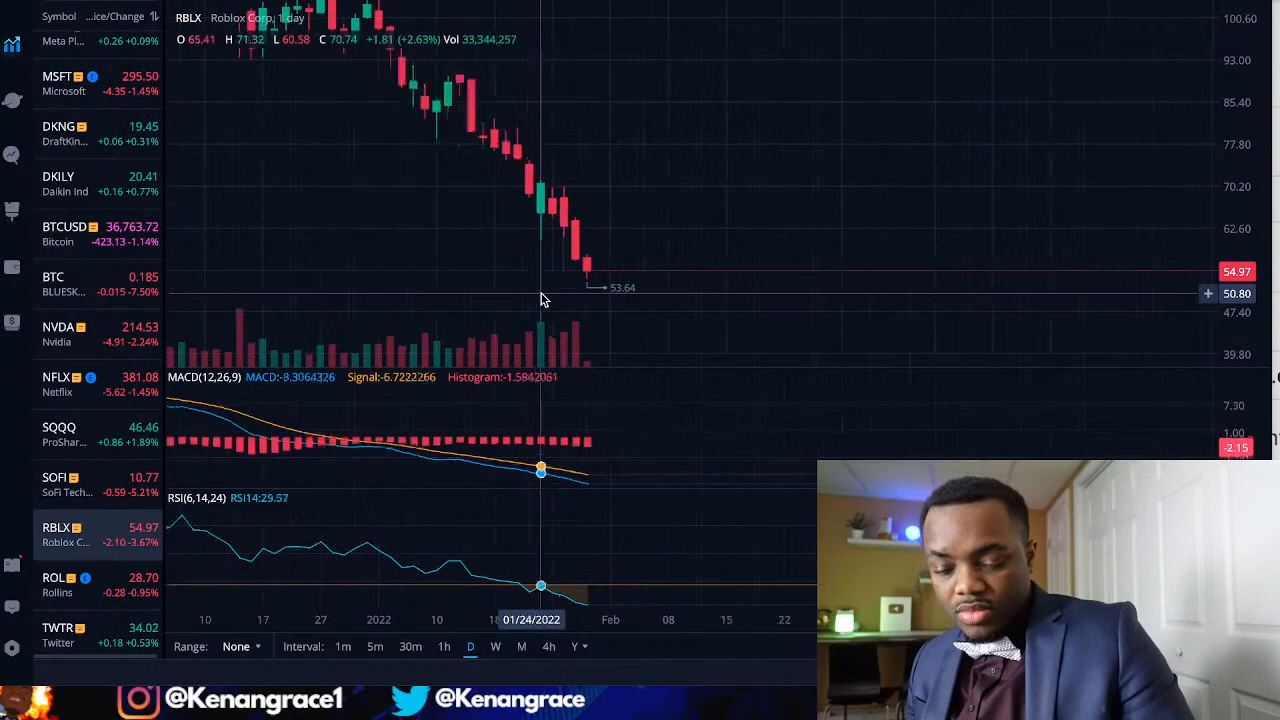 Symbol ...ice/Change
Meta Pl... +0.26 +0.09%
MSFT 295.50
Microsoft -4.35 -1.45%
DKNG 19.45
DraftKin... +0.06 +0.31%
DKILY 20.41
Daikin Ind +0.16 +0.77%
BTCUSD 36,763.72
Bitcoin -423.13 -1.14%
BTC 0.185
BLUESK... -0.015 -7.50%
NVDA 214.53
Nvidia -4.91 -2.24%
NFLX 381.08
Netflix -5.62 -1.45%
SQQQ 46.46
ProShar... +0.86 +1.89%
SOFI 10.77
SoFi Tech... -0.59 -5.21%
RBLX 54.97
Roblox C... -2.10 -3.67%
ROL 28.70
Rollins -0.28 -0.95%
TWTR 34.02
Twitter +0.18 +0.53%
RBLX Roblox Corp, 1 day
O 65.41 H 71.32 L 60.58 C 70.74 +1.81 (+2.63%) Vol 33,344,257
100.60
93.00
85.40
77.80
70.20
62.60
54.97
53.64
50.80
47.40
39.80
MACD(12,26,9) MACD:-8.3064326 Signal:-6.7222266 Histogram:-1.5842061
7.30
1.00
-2.15
RSI(6,14,24) RSI14:29.57
10 17 27 2022 10 01/24/2022 Feb 08 15 22
Range: None Interval: 1m 5m 30m 1h D W M 4h Y
@Kenangrace1 @Kenangrace